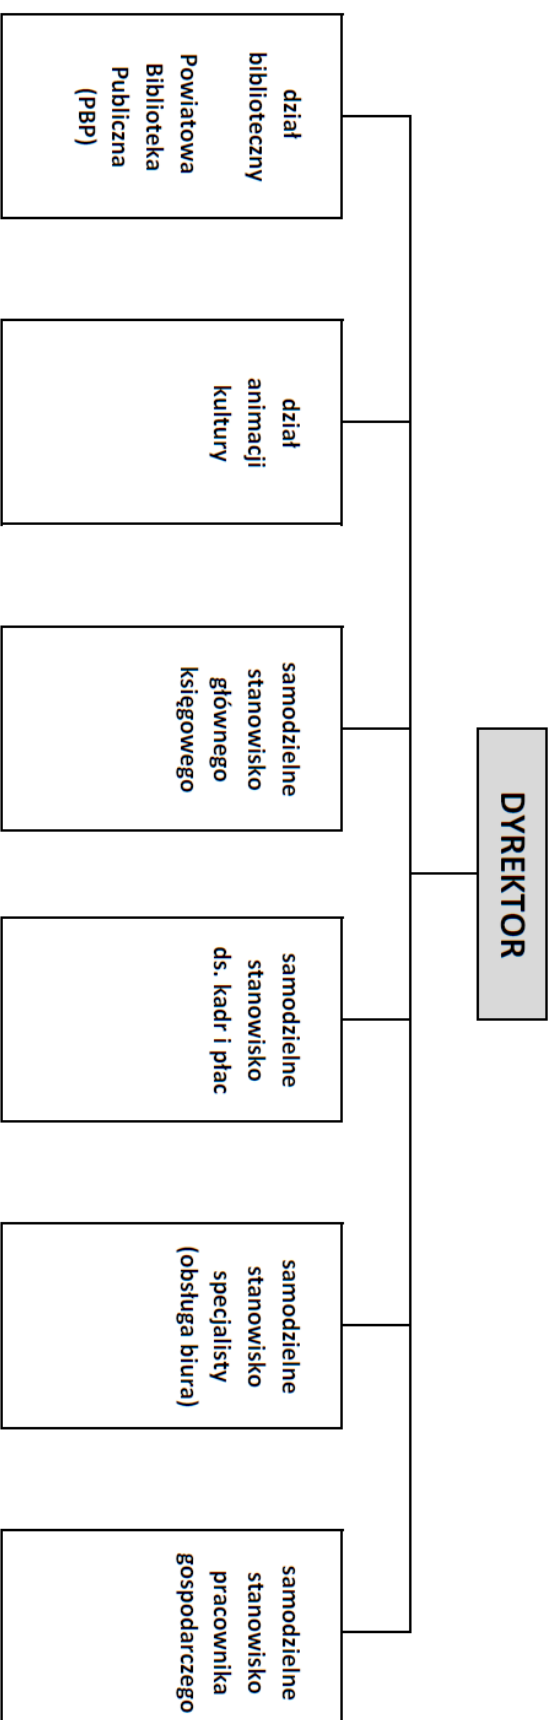 DYREKTOR
dział
biblioteczny
Powiatowa
Biblioteka
Publiczna
(PBP)
dział
animacji
kultury
samodzielne
stanowisko
głównego
księgowego
samodzielne
stanowisko
ds. kadr i płac
samodzielne
stanowisko
specjalisty
(obsługa biura)
samodzielne
stanowisko
pracownika
gospodarczego